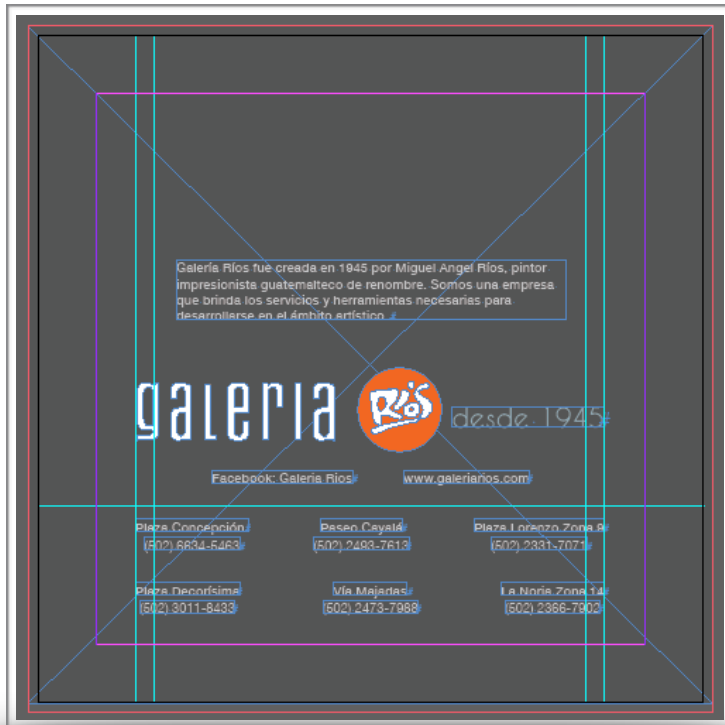 Galería Ríos fue creada en 1945 por Miguel Angel Ríos, pintor
impresionista guatemalteco de renombre. Somos una empresa
que brinda los servicios y herramientas necesarias para
desarrollarse en el ámbito artístico.
galeria Ríos desde 1945
Facebook: Galeria Rios www.galeriarios.com
Plaza Concepción Paseo Cayalá Plaza Lorenzo Zona 9
(502) 6634-5463 (502) 2493-7613 (502) 2331-7071
Plaza Decorísima Vía Majadas La Noria Zona 14
(502) 3011-8433 (502) 2473-7968 (502) 2366-7902